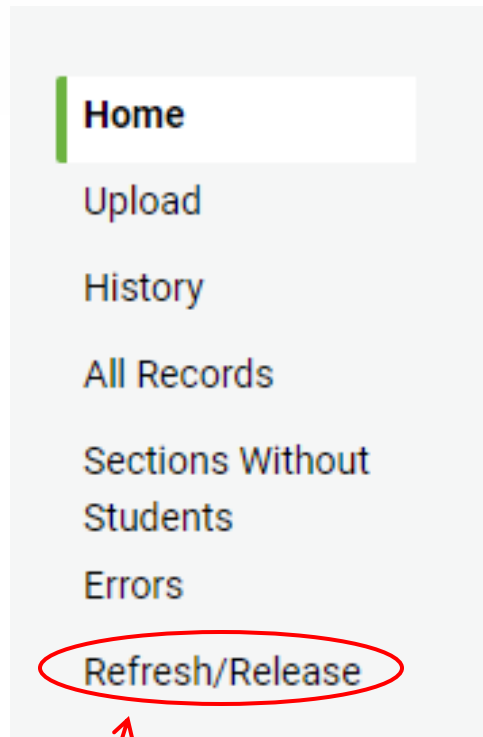 Home
Upload
History
All Records
Sections Without
Students
Errors
Refresh/Release